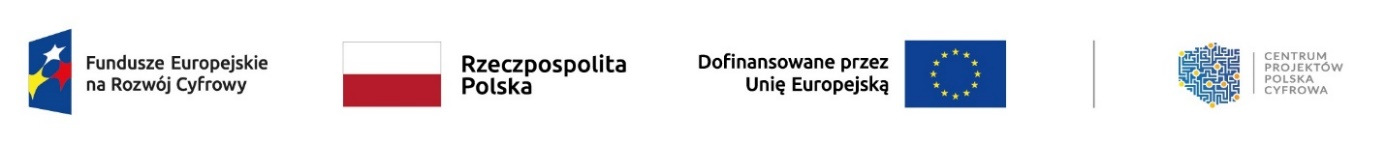 Fundusze Europejskie
na Rozwój Cyfrowy
Rzeczpospolita
Polska
Dofinansowane przez
Unię Europejską
CENTRUM
PROJEKTÓW
POLSKA
CYFROWA